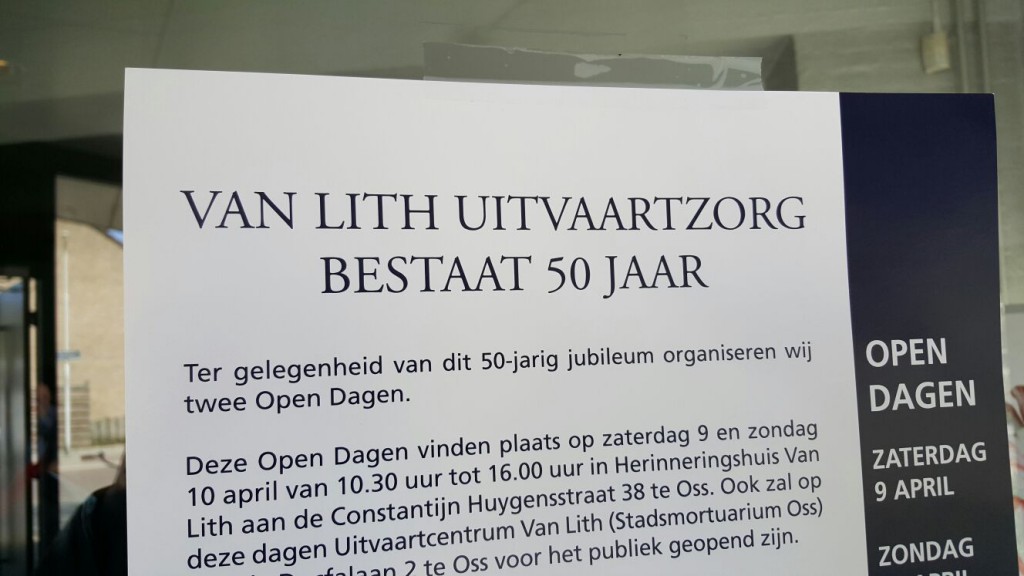 VAN LITH UITVAARTZORG
BESTAAT 50 JAAR
Ter gelegenheid van dit 50-jarig jubileum organiseren wij
twee Open Dagen.
Deze Open Dagen vinden plaats op zaterdag 9 en zondag
10 april van 10.30 uur tot 16.00 uur in Herinneringshuis Van
Lith aan de Constantijn Huygensstraat 38 te Oss. Ook zal op
deze dagen Uitvaartcentrum Van Lith (Stadsmortuarium Oss)
2 te Oss voor het publiek geopend zijn.
OPEN
DAGEN
ZATERDAG
9 APRIL
ZONDAG
APRIL